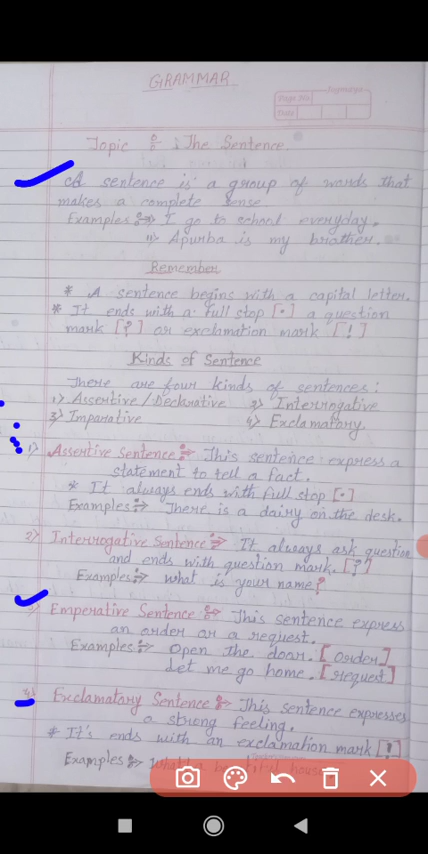 GRAMMAR
Page No
Date
Topic :- The Sentence
A sentence is a group of words that
makes a complete sense.
Examples :- I go to school everyday.
ii) Apurba is my brother.
Remember
* A sentence begins with a capital letter.
* It ends with a full stop [.] a question
mark [?] or exclamation mark [!]
Kinds of Sentence
There are four kinds of sentences:
1) Assertive/Declarative 2) Interrogative
3) Imparative 4) Exclamatory
1) Assertive Sentence :- This sentence express a
statement to tell a fact.
* It always ends with full stop [.]
Examples :- There is a dairy on the desk.
2) Interrogative Sentence :- It always ask question
and ends with question mark. [?]
Examples :- What is your name?
3) Emperative Sentence :- This sentence express
an order or a request.
Examples :- Open the door. [order]
Let me go home. [request]
4) Exclamatory Sentence :- This sentence expresses
a strong feeling.
* It's ends with an exclamation mark [!]
Examples :- What a